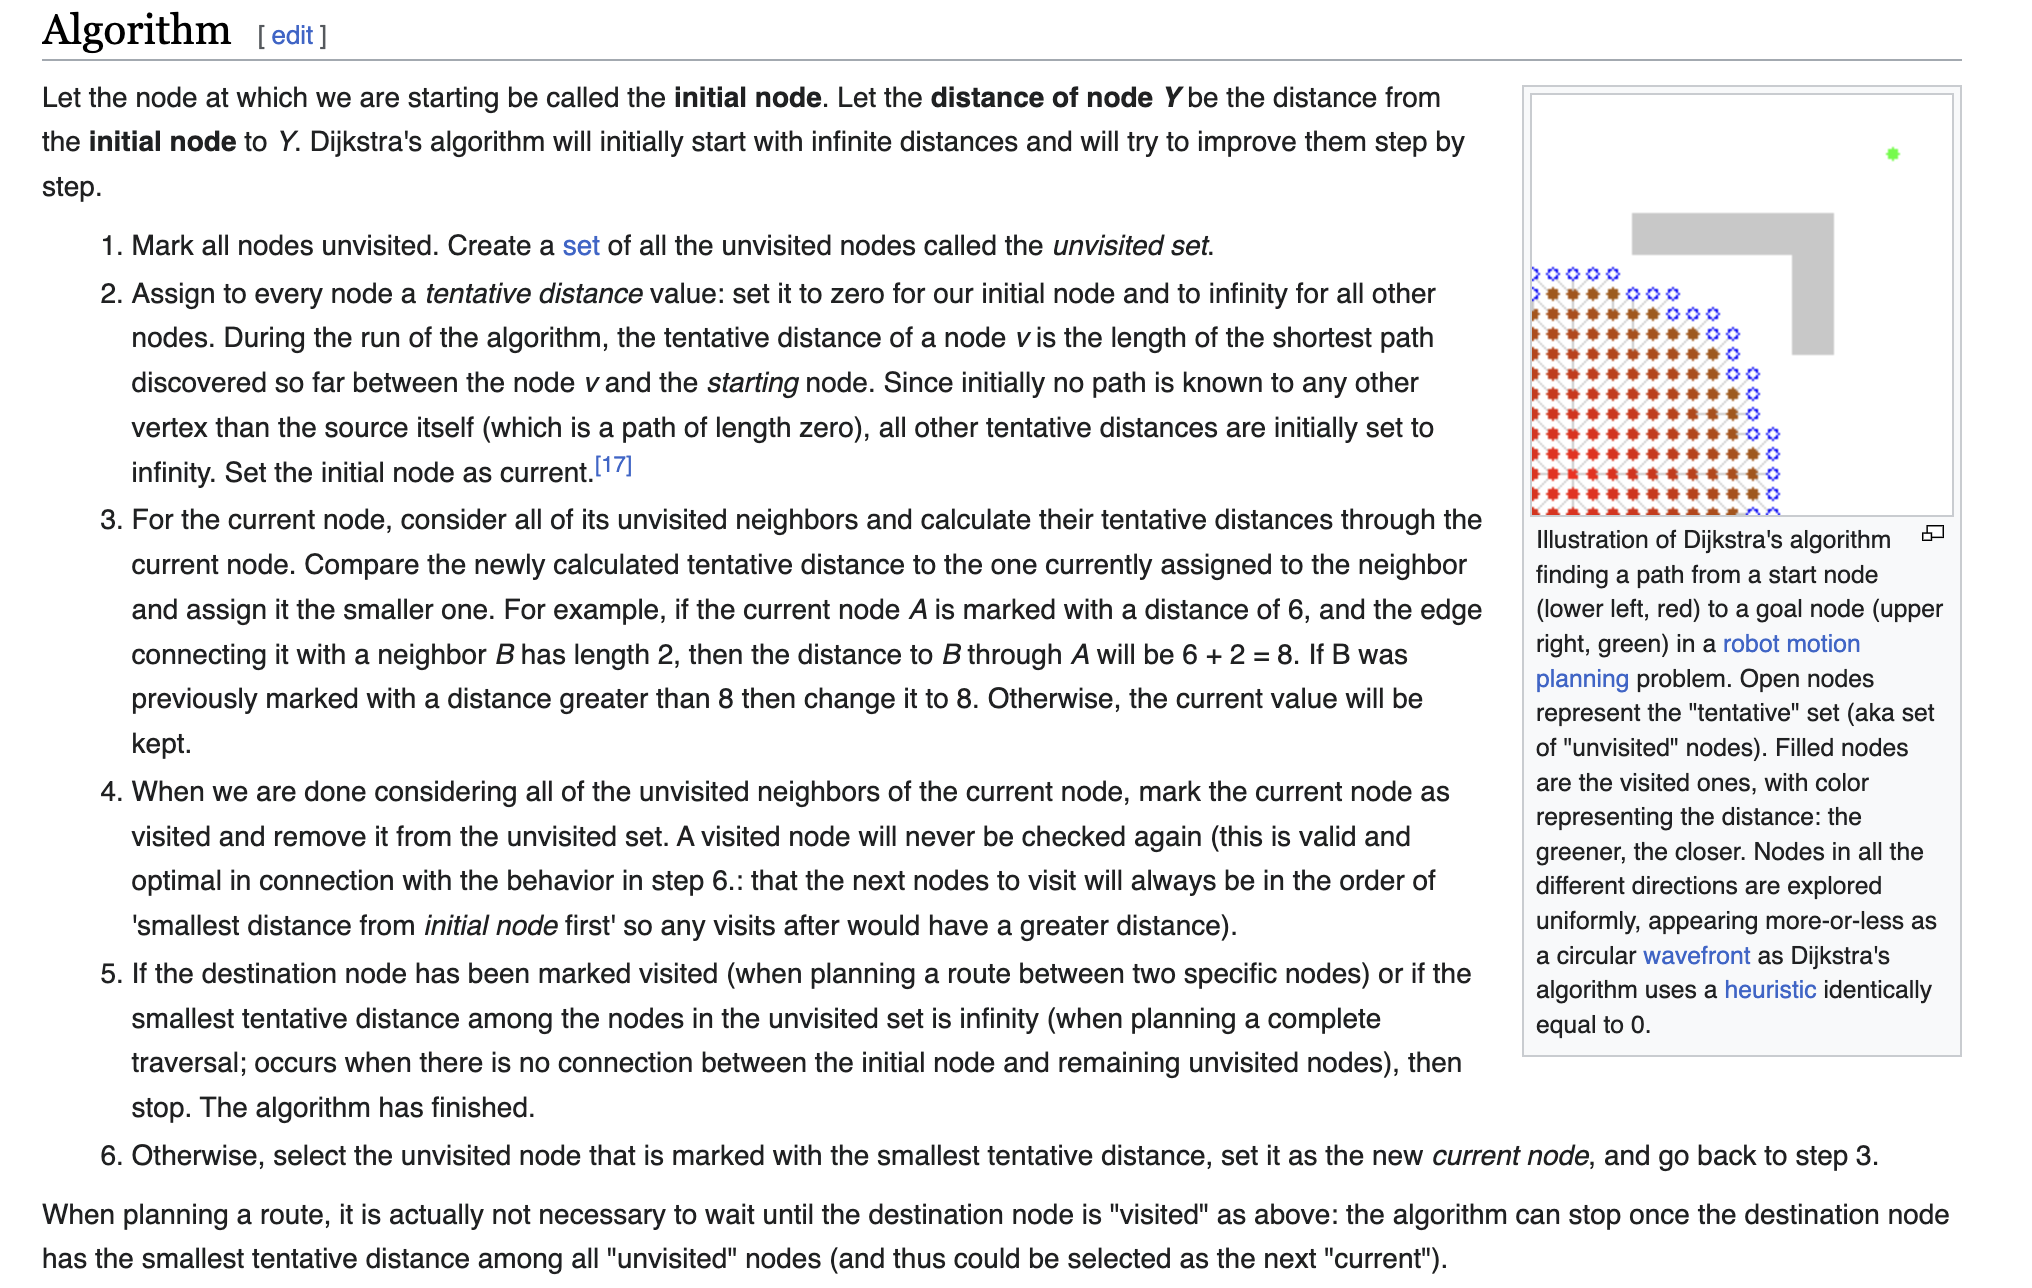 Algorithm [ edit ]
Let the node at which we are starting be called the initial node. Let the distance of node Y be the distance from
the initial node to Y. Dijkstra's algorithm will initially start with infinite distances and will try to improve them step by
step.
1. Mark all nodes unvisited. Create a set of all the unvisited nodes called the unvisited set.
2. Assign to every node a tentative distance value: set it to zero for our initial node and to infinity for all other
nodes. During the run of the algorithm, the tentative distance of a node v is the length of the shortest path
discovered so far between the node v and the starting node. Since initially no path is known to any other
vertex than the source itself (which is a path of length zero), all other tentative distances are initially set to
infinity. Set the initial node as current.[17]
3. For the current node, consider all of its unvisited neighbors and calculate their tentative distances through the
current node. Compare the newly calculated tentative distance to the one currently assigned to the neighbor
and assign it the smaller one. For example, if the current node A is marked with a distance of 6, and the edge
connecting it with a neighbor B has length 2, then the distance to B through A will be 6 + 2 = 8. If B was
previously marked with a distance greater than 8 then change it to 8. Otherwise, the current value will be
kept.
4. When we are done considering all of the unvisited neighbors of the current node, mark the current node as
visited and remove it from the unvisited set. A visited node will never be checked again (this is valid and
optimal in connection with the behavior in step 6.: that the next nodes to visit will always be in the order of
'smallest distance from initial node first' so any visits after would have a greater distance).
5. If the destination node has been marked visited (when planning a route between two specific nodes) or if the
smallest tentative distance among the nodes in the unvisited set is infinity (when planning a complete
traversal; occurs when there is no connection between the initial node and remaining unvisited nodes), then
stop. The algorithm has finished.
6. Otherwise, select the unvisited node that is marked with the smallest tentative distance, set it as the new current node, and go back to step 3.
When planning a route, it is actually not necessary to wait until the destination node is "visited" as above: the algorithm can stop once the destination node
has the smallest tentative distance among all "unvisited" nodes (and thus could be selected as the next "current").
Illustration of Dijkstra's algorithm
finding a path from a start node
(lower left, red) to a goal node (upper
right, green) in a robot motion
planning problem. Open nodes
represent the "tentative" set (aka set
of "unvisited" nodes). Filled nodes
are the visited ones, with color
representing the distance: the
greener, the closer. Nodes in all the
different directions are explored
uniformly, appearing more-or-less as
a circular wavefront as Dijkstra's
algorithm uses a heuristic identically
equal to 0.